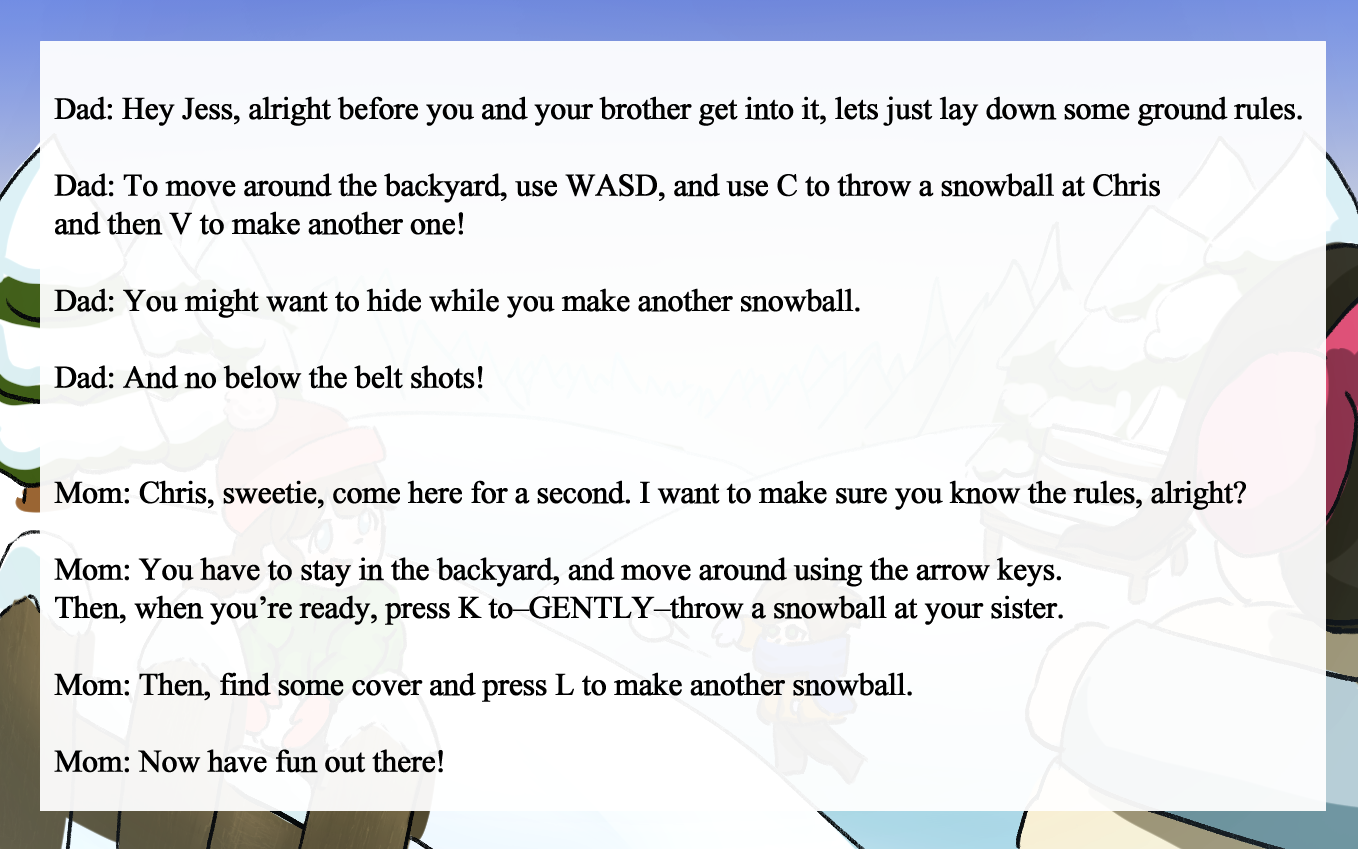 Dad: Hey Jess, alright before you and your brother get into it, lets just lay down some ground rules.
Dad: To move around the backyard, use WASD, and use C to throw a snowball at Chris
and then V to make another one!
Dad: You might want to hide while you make another snowball.
Dad: And no below the belt shots!
Mom: Chris, sweetie, come here for a second. I want to make sure you know the rules, alright?
Mom: You have to stay in the backyard, and move around using the arrow keys.
Then, when you’re ready, press K to–GENTLY–throw a snowball at your sister.
Mom: Then, find some cover and press L to make another snowball.
Mom: Now have fun out there!